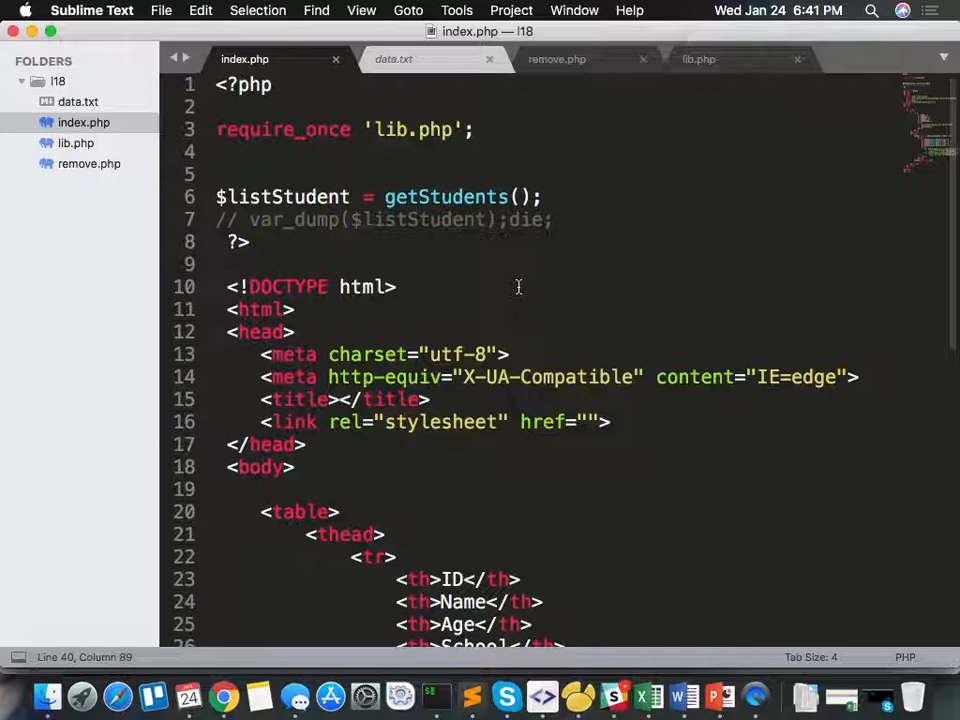 Sublime Text File Edit Selection Find Goto Tools Project Window Help Wed Jan 24 6:41 PM
index.php — l18
FOLDERS
l18
data.txt
index.php
lib.php
remove.php
index.php data.txt remove.php lib.php
1 <?php
2
3 require_once 'lib.php';
4
5
6 $listStudent = getStudents();
7 // var_dump($listStudent);die;
8 ?>
9
10 <!DOCTYPE html>
11 <html>
12 <head>
13 <meta charset="utf-8">
14 <meta http-equiv="X-UA-Compatible" content="IE=edge">
15 <title></title>
16 <link rel="stylesheet" href="">
17 </head>
18 <body>
19
20 <table>
21 <thead>
22 <tr>
23 <th>ID</th>
24 <th>Name</th>
25 <th>Age</th>
26 <th>School</th>
Line 40, Column 89 Tab Size: 4 PHP